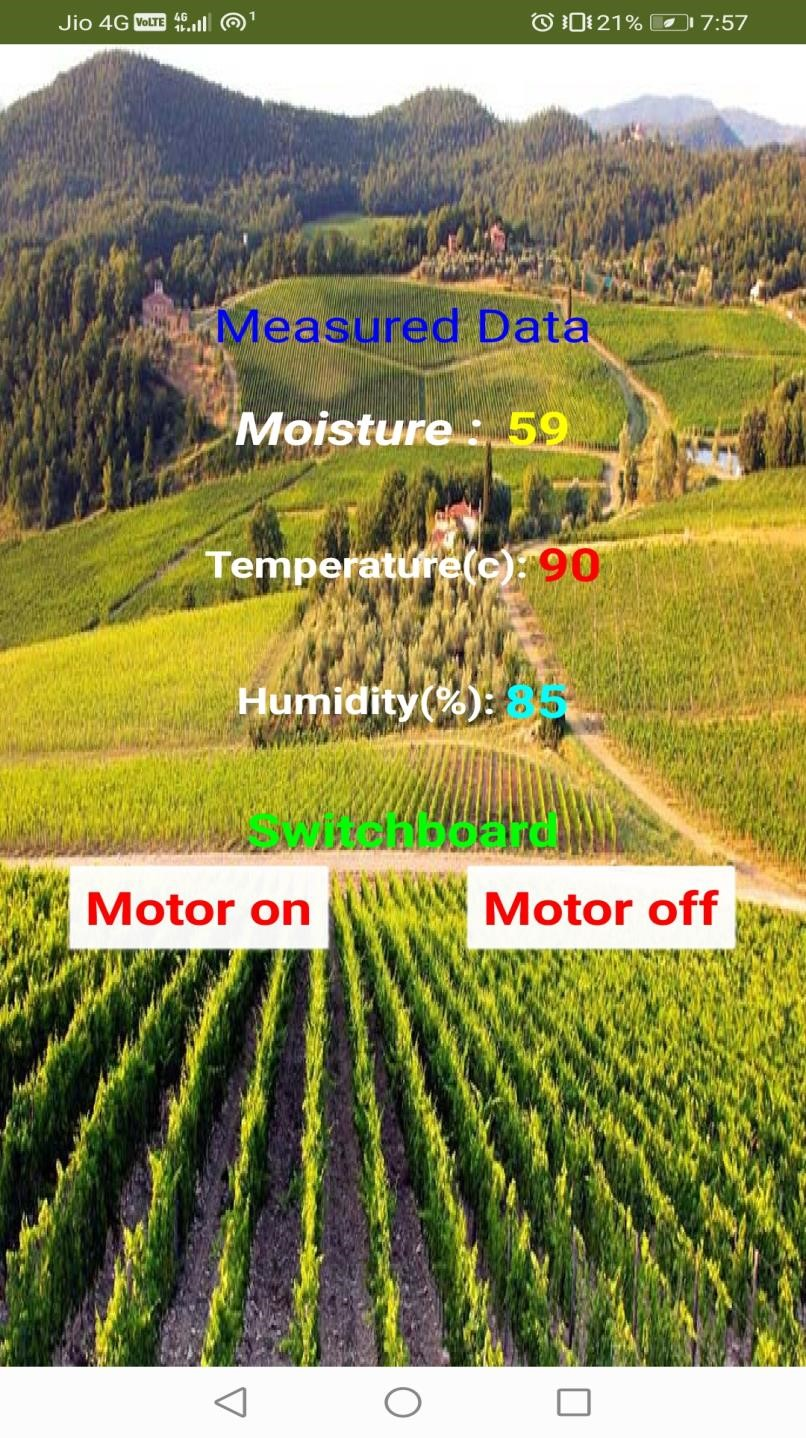 Jio 4G VoLTE 4G 1 21% 7:57
Measured Data
Moisture : 59
Temperature(c): 90
Humidity(%): 85
Switchboard
Motor on Motor off